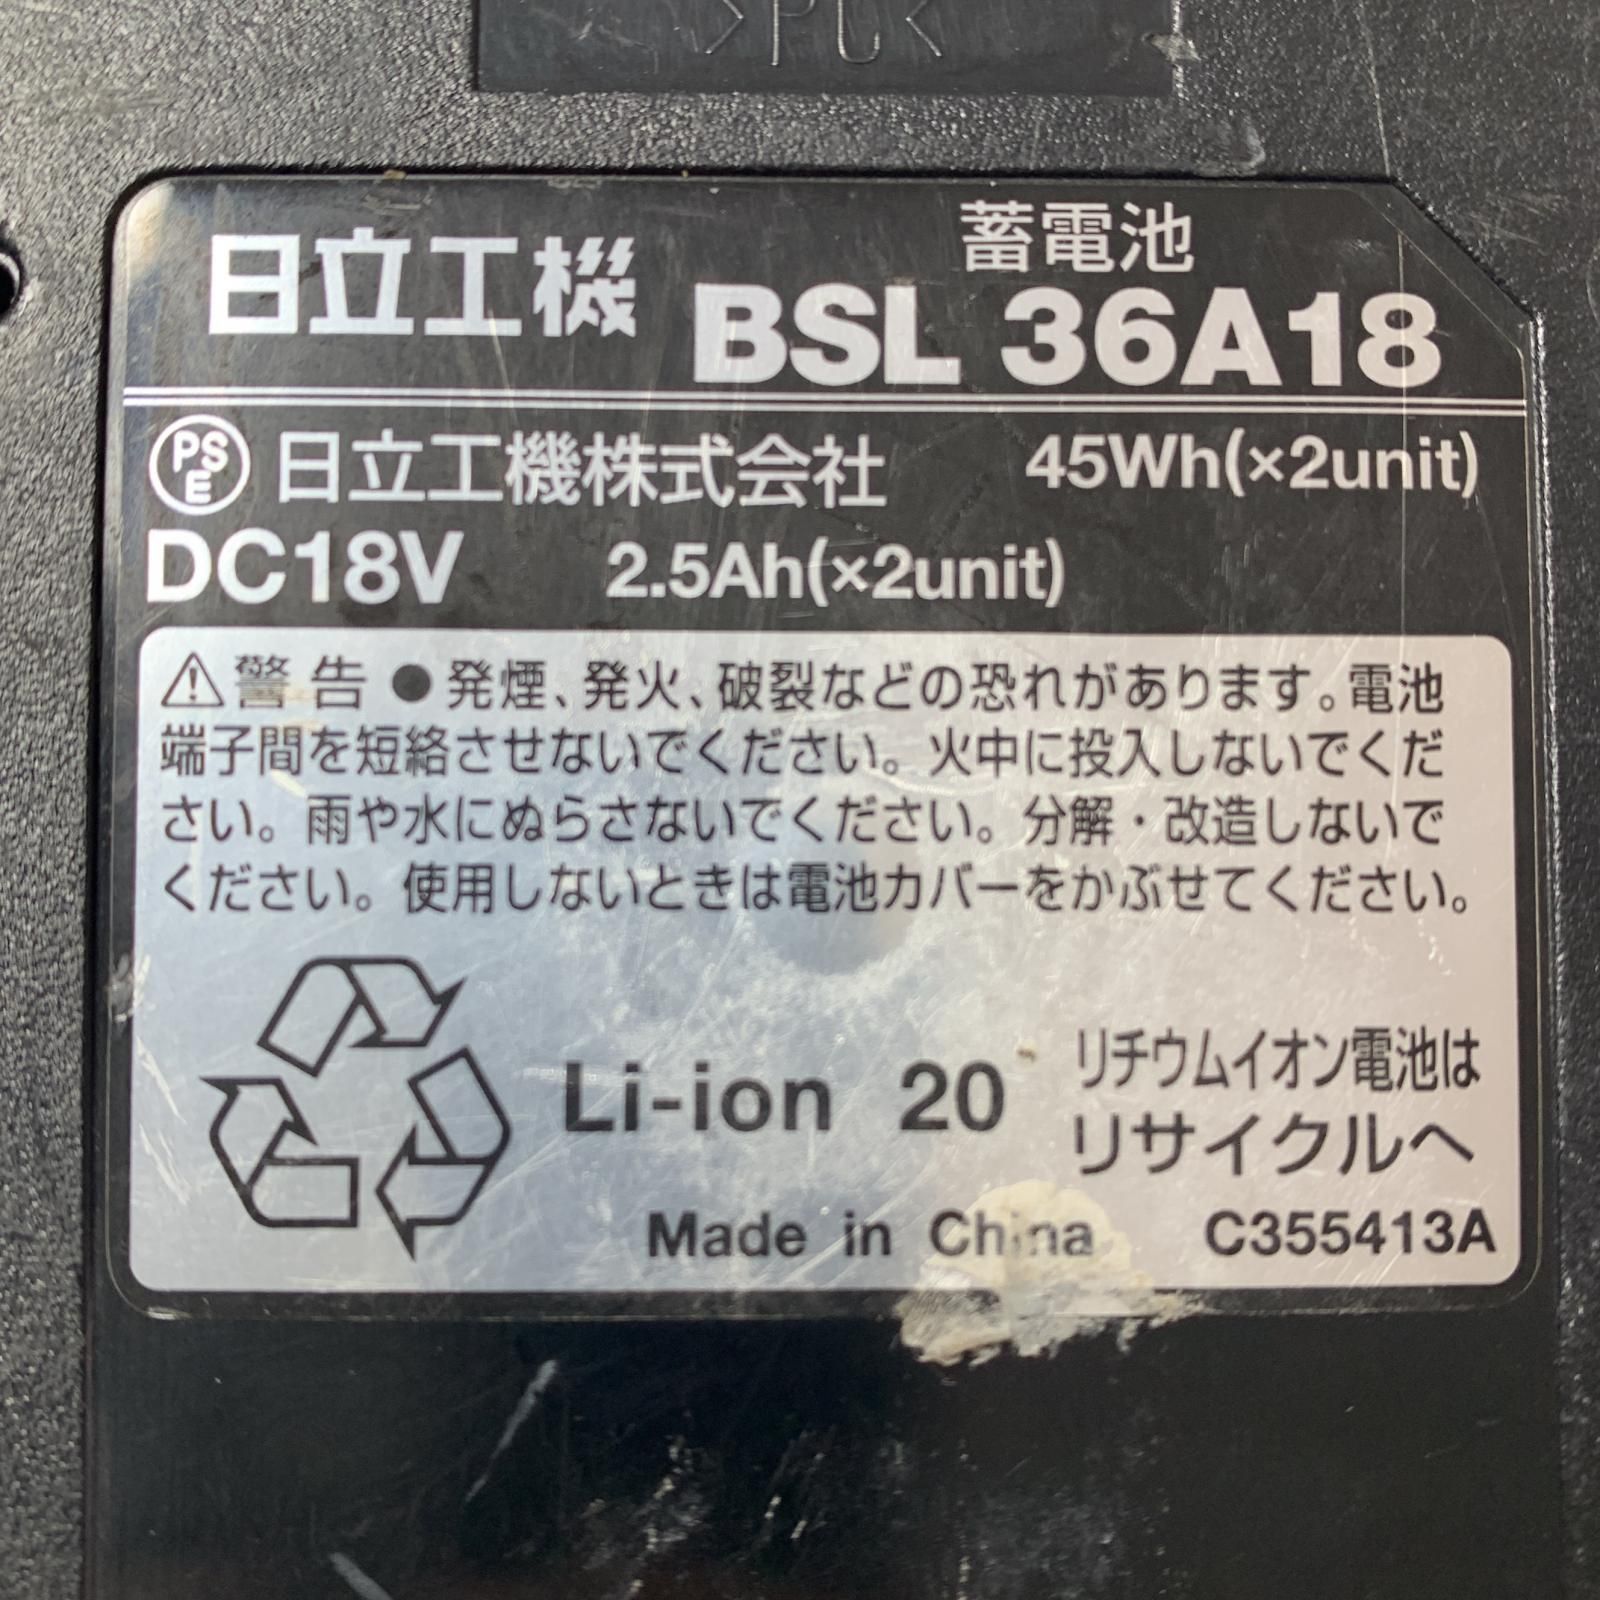 >PC<
日立工機
蓄電池
BSL 36A18
PSE 日立工機株式会社 45Wh(×2unit)
DC18V 2.5Ah(×2unit)
⚠警告 ●発煙、発火、破裂などの恐れがあります。電池
端子間を短絡させないでください。火中に投入しないでくだ
さい。雨や水にぬらさないでください。分解・改造しないで
ください。使用しないときは電池カバーをかぶせてください。
Li-ion 20
リチウムイオン電池は
リサイクルへ
Made in China C355413A